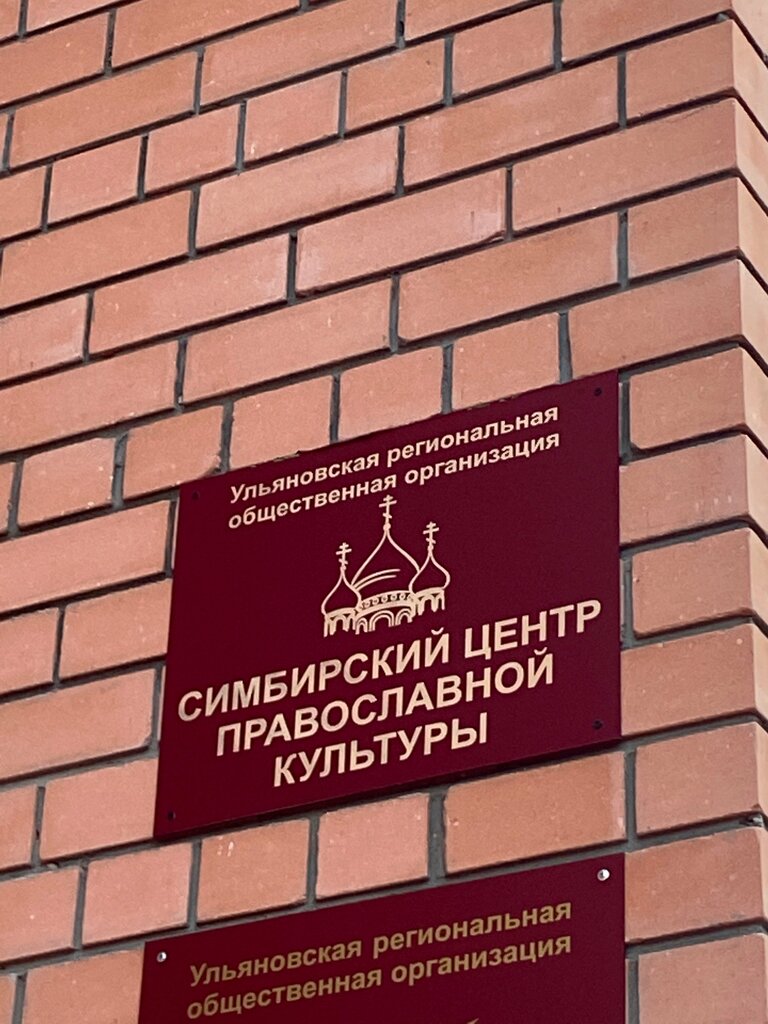 Ульяновская региональная
общественная организация
СИМБИРСКИЙ ЦЕНТР
ПРАВОСЛАВНОЙ
КУЛЬТУРЫ
Ульяновская региональная
общественная организация